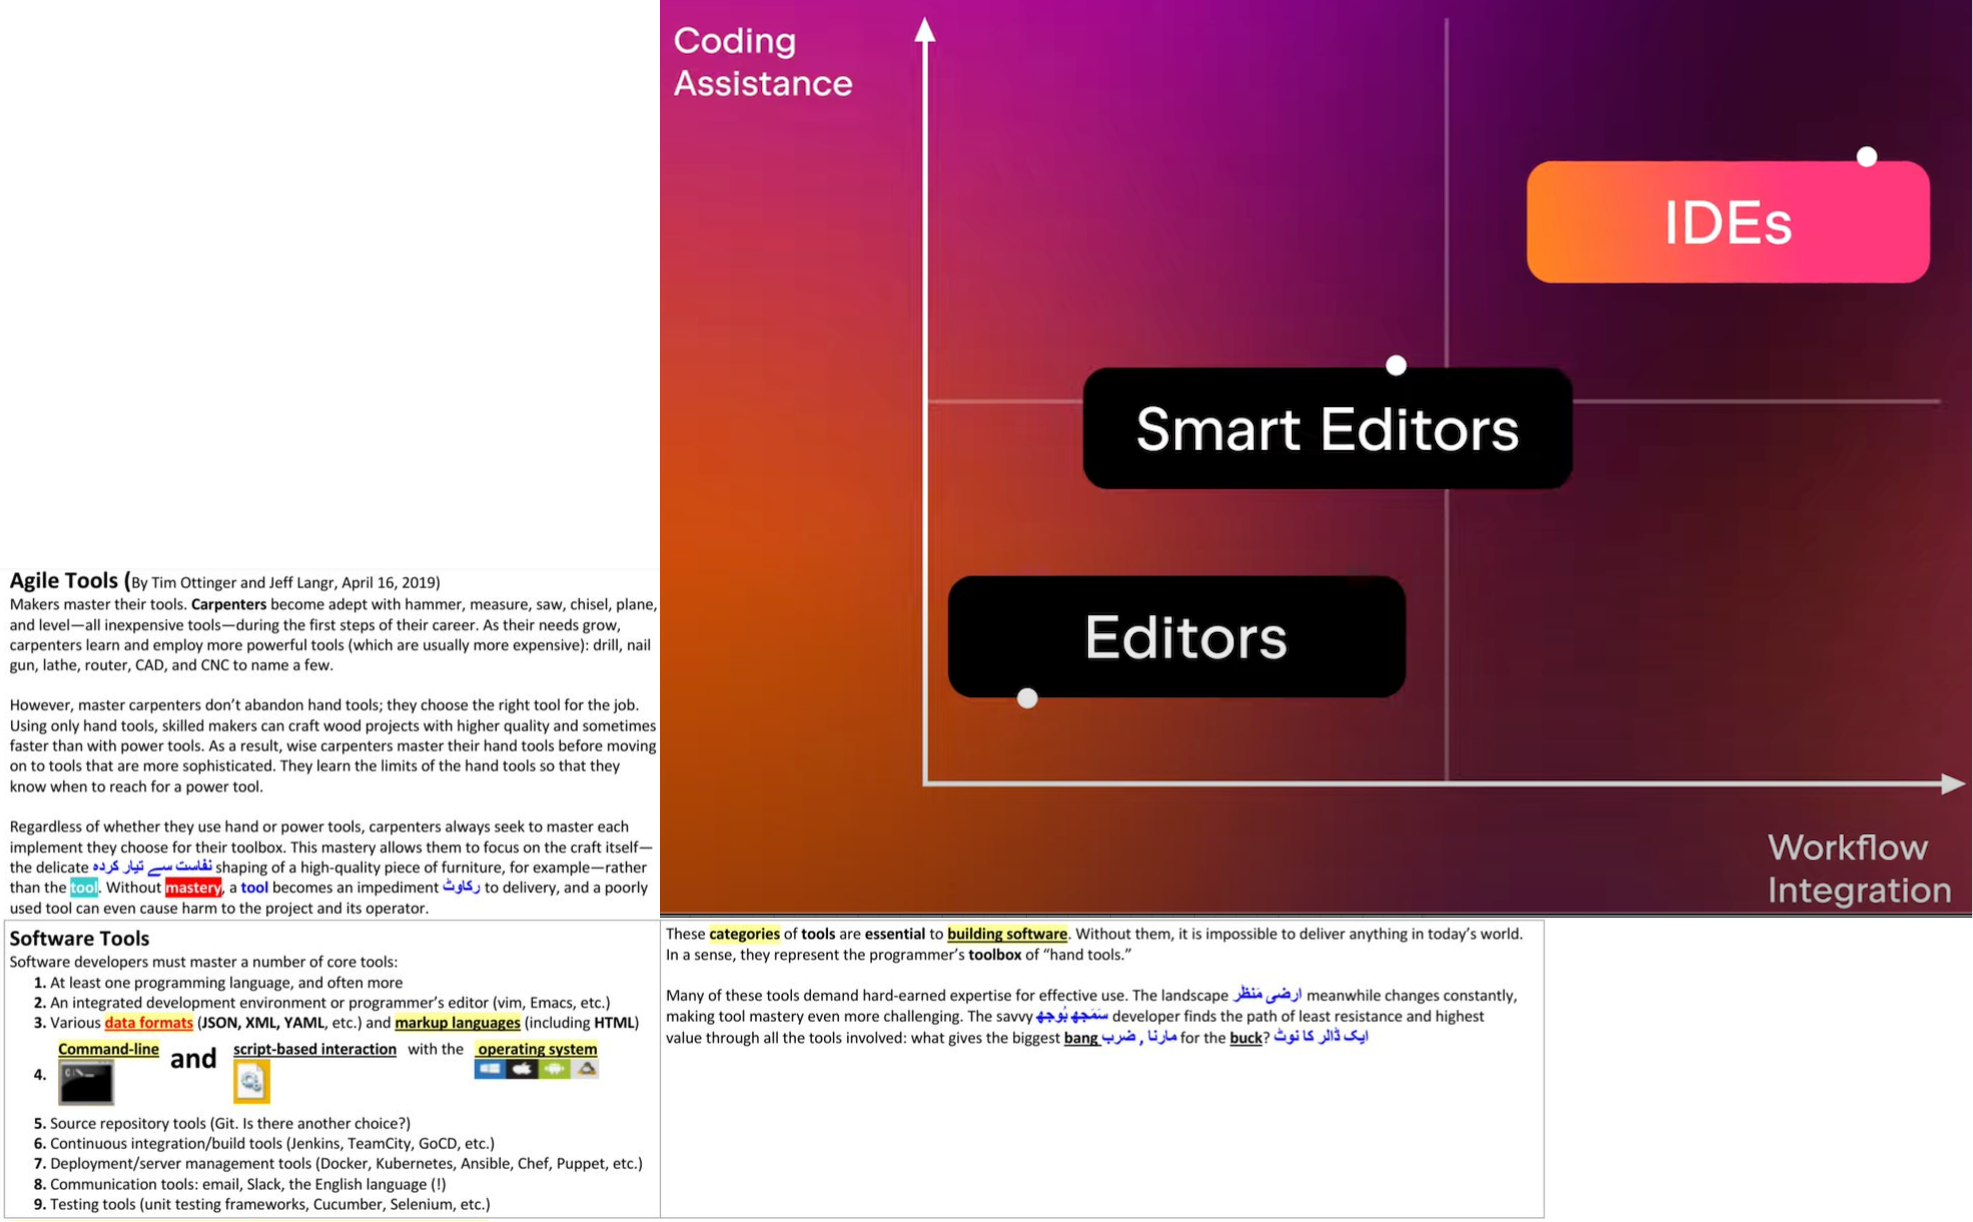 Coding
Assistance
IDEs
Smart Editors
Editors
Workflow
Integration
Agile Tools (By Tim Ottinger and Jeff Langr, April 16, 2019)
Makers master their tools. Carpenters become adept with hammer, measure, saw, chisel, plane,
and level—all inexpensive tools—during the first steps of their career. As their needs grow,
carpenters learn and employ more powerful tools (which are usually more expensive): drill, nail
gun, lathe, router, CAD, and CNC to name a few.
However, master carpenters don’t abandon hand tools; they choose the right tool for the job.
Using only hand tools, skilled makers can craft wood projects with higher quality and sometimes
faster than with power tools. As a result, wise carpenters master their hand tools before moving
on to tools that are more sophisticated. They learn the limits of the hand tools so that they
know when to reach for a power tool.
Regardless of whether they use hand or power tools, carpenters always seek to master each
implement they choose for their toolbox. This mastery allows them to focus on the craft itself—
the delicate نفاست سے تیار کردہ shaping of a high-quality piece of furniture, for example—rather
than the tool. Without mastery, a tool becomes an impediment رکاوٹ to delivery, and a poorly
used tool can even cause harm to the project and its operator.
Software Tools
Software developers must master a number of core tools:
1. At least one programming language, and often more
2. An integrated development environment or programmer’s editor (vim, Emacs, etc.)
3. Various data formats (JSON, XML, YAML, etc.) and markup languages (including HTML)
4. Command-line and script-based interaction with the operating system
5. Source repository tools (Git. Is there another choice?)
6. Continuous integration/build tools (Jenkins, TeamCity, GoCD, etc.)
7. Deployment/server management tools (Docker, Kubernetes, Ansible, Chef, Puppet, etc.)
8. Communication tools: email, Slack, the English language (!)
9. Testing tools (unit testing frameworks, Cucumber, Selenium, etc.)
These categories of tools are essential to building software. Without them, it is impossible to deliver anything in today’s world.
In a sense, they represent the programmer’s toolbox of “hand tools.”
Many of these tools demand hard-earned expertise for effective use. The landscape ارضی مَنظَر meanwhile changes constantly,
making tool mastery even more challenging. The savvy سَمَجھ بُوجھ developer finds the path of least resistance and highest
value through all the tools involved: what gives the biggest bang مارنا , ضرب for the buck? ایک ڈالر کا نوٹ